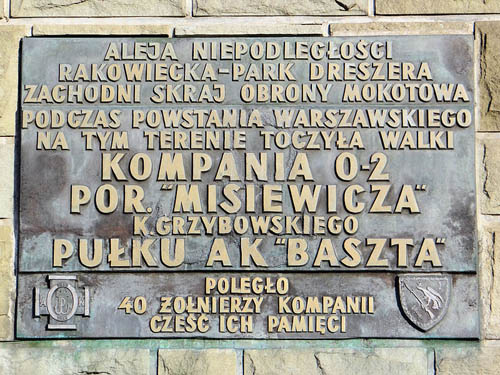 ALEJA NIEPODLEGŁOŚCI
RAKOWIECKA-PARK DRESZERA
ZACHODNI SKRAJ OBRONY MOKOTOWA
PODCZAS POWSTANIA WARSZAWSKIEGO
NA TYM TERENIE TOCZYŁA WALKI
KOMPANIA O-2
POR. "MISIEWICZA"
K.GRZYBOWSKIEGO
PUŁKU AK "BASZTA"
POLEGŁO
40 ŻOŁNIERZY KOMPANII
CZEŚĆ ICH PAMIĘCI